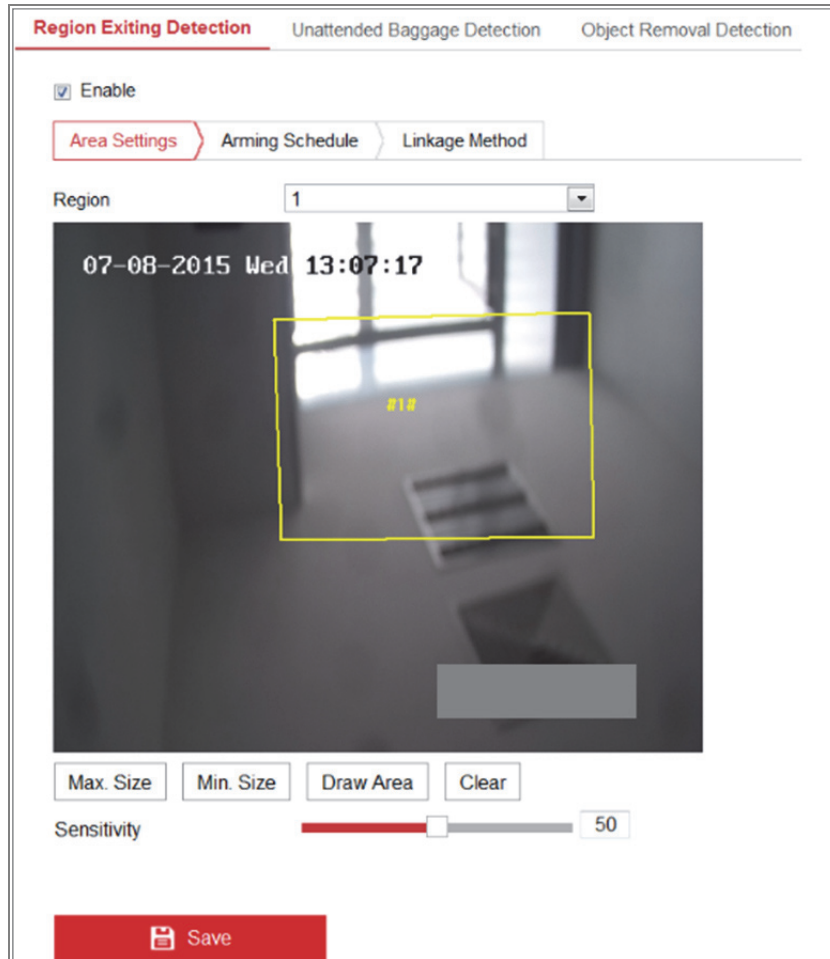 Region Exiting Detection Unattended Baggage Detection Object Removal Detection
Enable
Area Settings Arming Schedule Linkage Method
Region 1
07-08-2015 Wed 13:07:17
#1#
Max. Size Min. Size Draw Area Clear
Sensitivity 50
Save